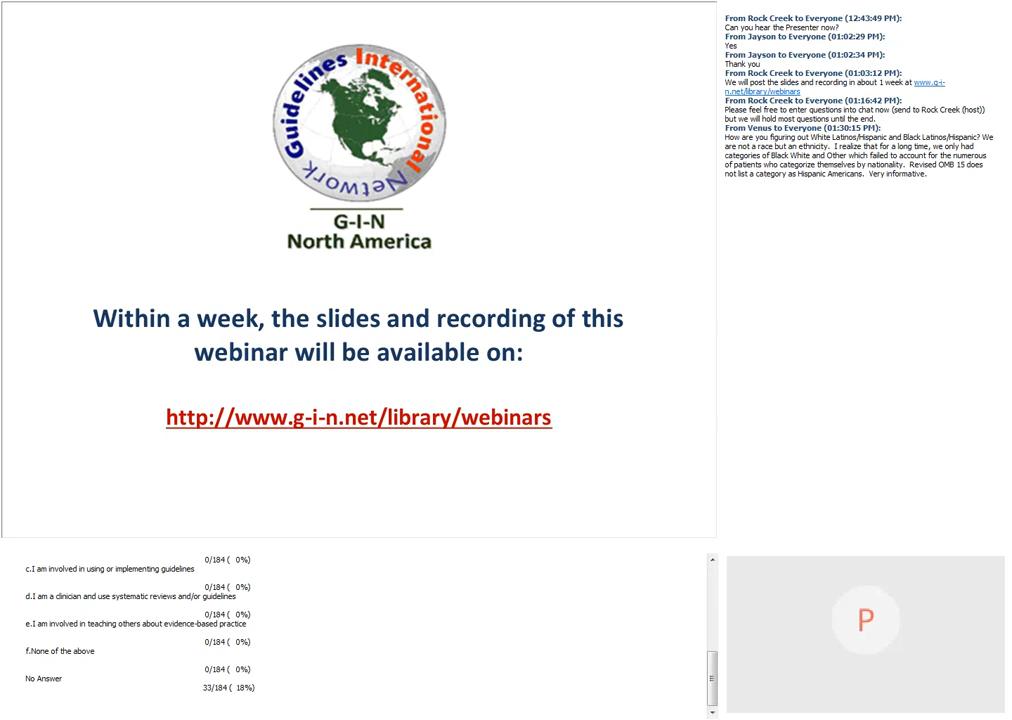 Guidelines International
Network
G-I-N
North America
Within a week, the slides and recording of this
webinar will be available on:
http://www.g-i-n.net/library/webinars
From Rock Creek to Everyone (12:43:49 PM):
Can you hear the Presenter now?
From Jayson to Everyone (01:02:29 PM):
Yes
From Jayson to Everyone (01:02:34 PM):
Thank you
From Rock Creek to Everyone (01:03:12 PM):
We will post the slides and recording in about 1 week at www.g-i-
n.net/library/webinars
From Rock Creek to Everyone (01:16:42 PM):
Please feel free to enter questions into chat now (send to Rock Creek (host))
but we will hold most questions until the end.
From Venus to Everyone (01:30:15 PM):
How are you figuring out White Latinos/Hispanic and Black Latinos/Hispanic? We
are not a race but an ethnicity. I realize that for a long time, we only had
categories of Black White and Other which failed to account for the numerous
of patients who categorize themselves by nationality. Revised OMB 15 does
not list a category as Hispanic Americans. Very informative.
0/184 ( 0%)
c.I am involved in using or implementing guidelines
0/184 ( 0%)
d.I am a clinician and use systematic reviews and/or guidelines
0/184 ( 0%)
e.I am involved in teaching others about evidence-based practice
0/184 ( 0%)
f.None of the above
0/184 ( 0%)
No Answer
33/184 ( 18%)
P